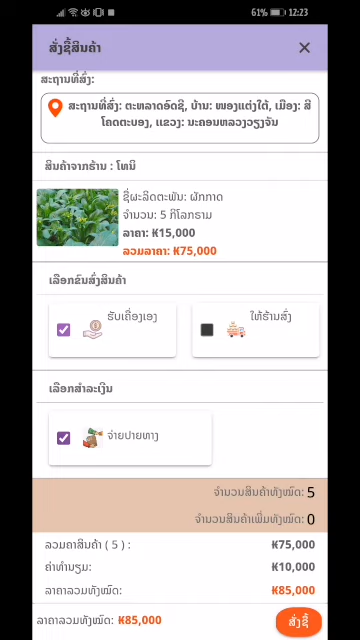 61% 12:23
ສັ່ງຊື້ສິນຄ້າ
ສະຖານທີ່ສົ່ງ:
ສະຖານທີ່ສົ່ງ: ຕະຫລາດອິດຊີ, ບ້ານ: ໜອງແຕ່ງໃຕ້, ເມືອງ: ສີ
ໂຄດຕະບອງ, ແຂວງ: ນະຄອນຫລວງວຽງຈັນ
ສິນຄ້າຈາກຮ້ານ : ໂທນີ
ຊື່ຜະລິດຕະພັນ: ຜັກກາດ
ຈຳນວນ: 5 ກິໂລກຣາມ
ລາຄາ: ₭15,000
ລວມລາຄາ: ₭75,000
ເລືອກຂົນສົ່ງສິນຄ້າ
ຮັບເຄື່ອງເອງ
ໃຫ້ຮ້ານສົ່ງ
ເລືອກສຳລະເງິນ
ຈ່າຍປາຍທາງ
ຈຳນວນສິນຄ້າທັງໝົດ: 5
ຈຳນວນສິນຄ້າເພີ່ມທັງໝົດ: 0
ລວມຄາສິນຄ້າ ( 5 ) : ₭75,000
ຄ່າທຳນຽມ: ₭10,000
ລາຄາລວມທັງໝົດ: ₭85,000
ລາຄາລວມທັງໝົດ: ₭85,000
ສັ່ງຊື້